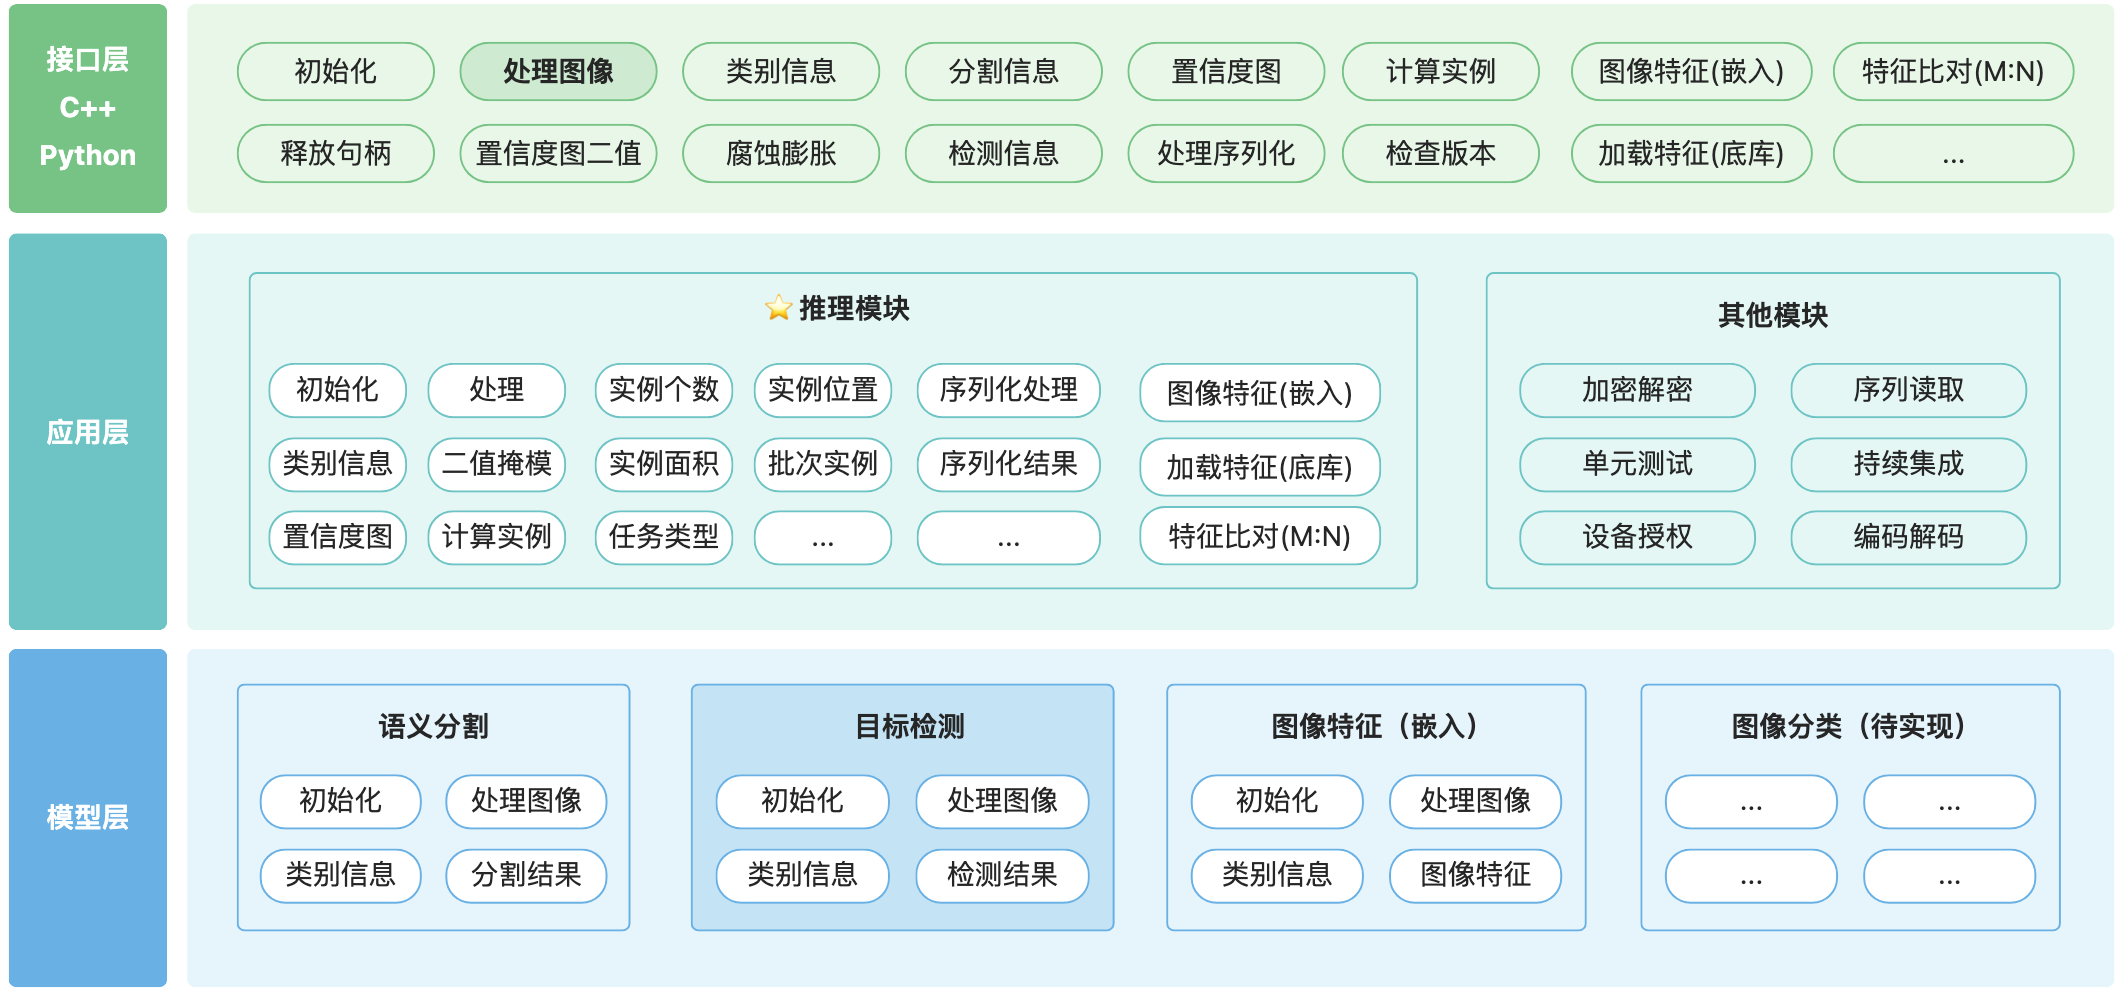 接口层
C++
Python
初始化
处理图像
类别信息
分割信息
置信度图
计算实例
图像特征(嵌入)
特征比对(M:N)
释放句柄
置信度图二值
腐蚀膨胀
检测信息
处理序列化
检查版本
加载特征(底库)
...
应用层
⭐推理模块
初始化
处理
实例个数
实例位置
序列化处理
图像特征(嵌入)
类别信息
二值掩模
实例面积
批次实例
序列化结果
加载特征(底库)
置信度图
计算实例
任务类型
...
...
特征比对(M:N)
其他模块
加密解密
序列读取
单元测试
持续集成
设备授权
编码解码
模型层
语义分割
初始化
处理图像
类别信息
分割结果
目标检测
初始化
处理图像
类别信息
检测结果
图像特征（嵌入）
初始化
处理图像
类别信息
图像特征
图像分类（待实现）
...
...
...
...